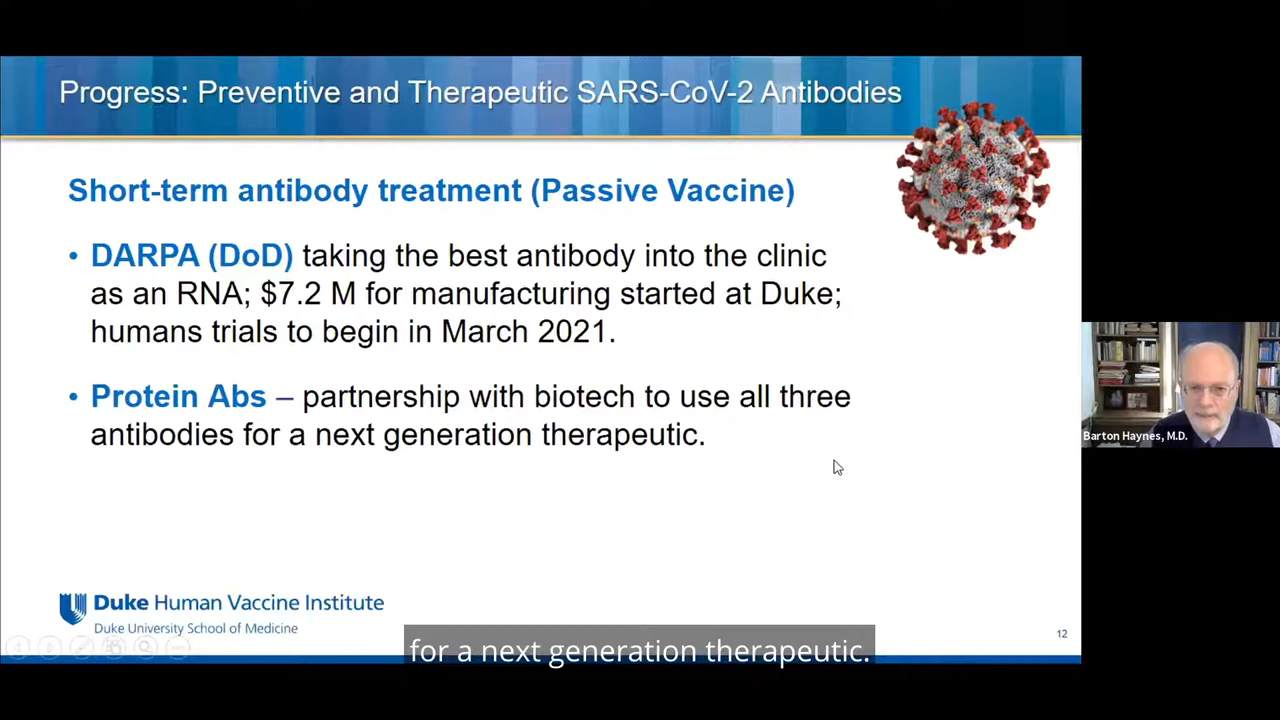 Progress: Preventive and Therapeutic SARS-CoV-2 Antibodies
Short-term antibody treatment (Passive Vaccine)
• DARPA (DoD) taking the best antibody into the clinic
as an RNA; $7.2 M for manufacturing started at Duke;
humans trials to begin in March 2021.
• Protein Abs – partnership with biotech to use all three
antibodies for a next generation therapeutic.
Barton Haynes, M.D.
Duke Human Vaccine Institute
Duke University School of Medicine
12
for a next generation therapeutic.